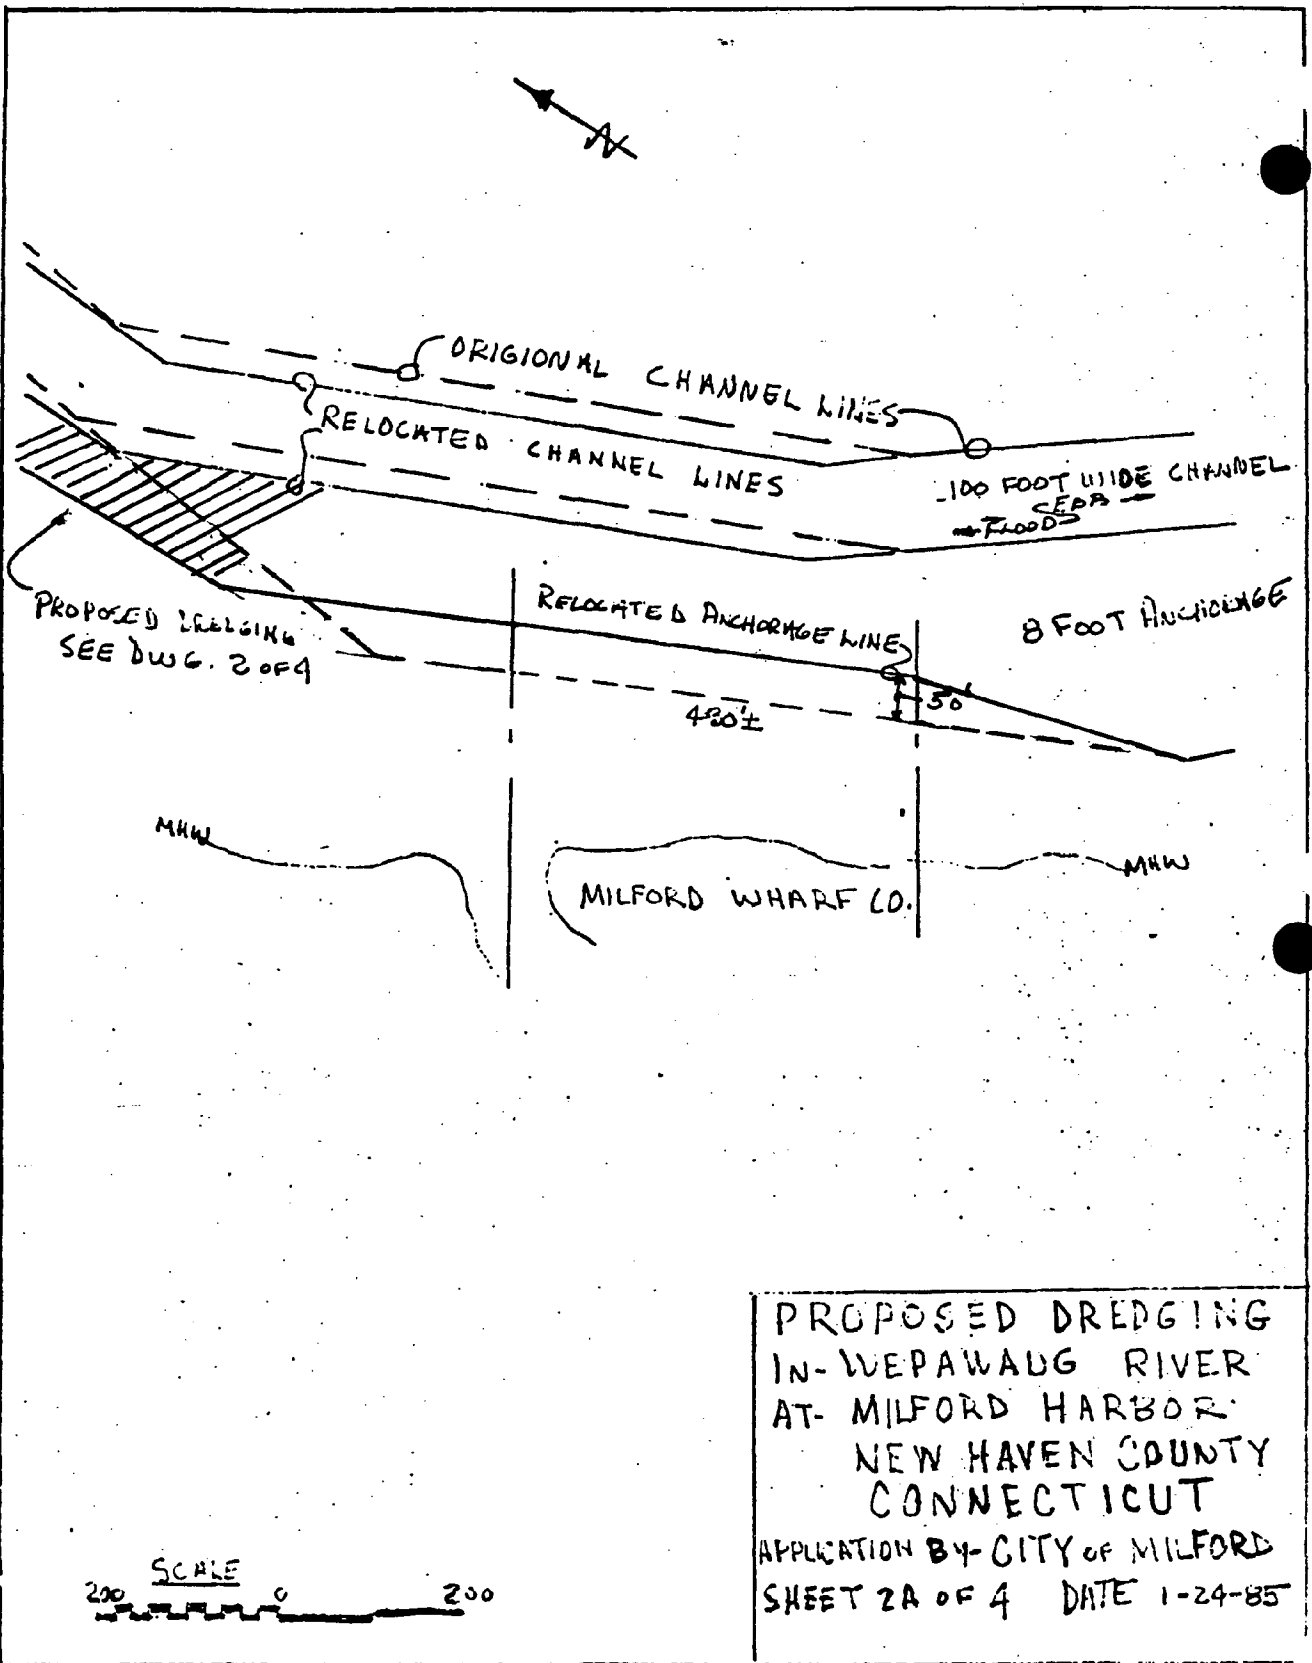 N
ORIGIONAL CHANNEL LINES
RELOCATED CHANNEL LINES
100 FOOT WIDE CHANNEL
EBB
FLOOD
PROPOSED DREDGING
SEE DWG. 2 OF 4
RELOCATED ANCHORAGE LINE
8 FOOT ANCHORAGE
50'
MHW
MHW
MILFORD WHARF CO.
PROPOSED DREDGING
IN- WEPAWAUG RIVER
AT- MILFORD HARBOR
NEW HAVEN COUNTY
CONNECTICUT
APPLICATION BY- CITY OF MILFORD
SHEET 2A OF 4 DATE 1-24-85
SCALE
200 0 200